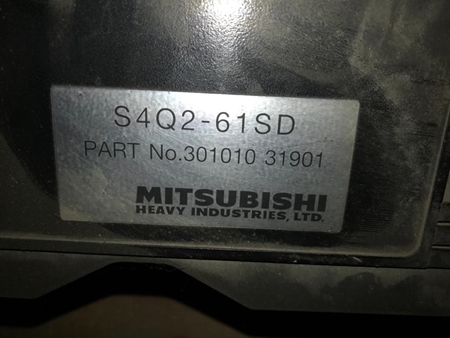 S4Q2-61SD
PART No.301010 31901
MITSUBISHI
HEAVY INDUSTRIES, LTD.